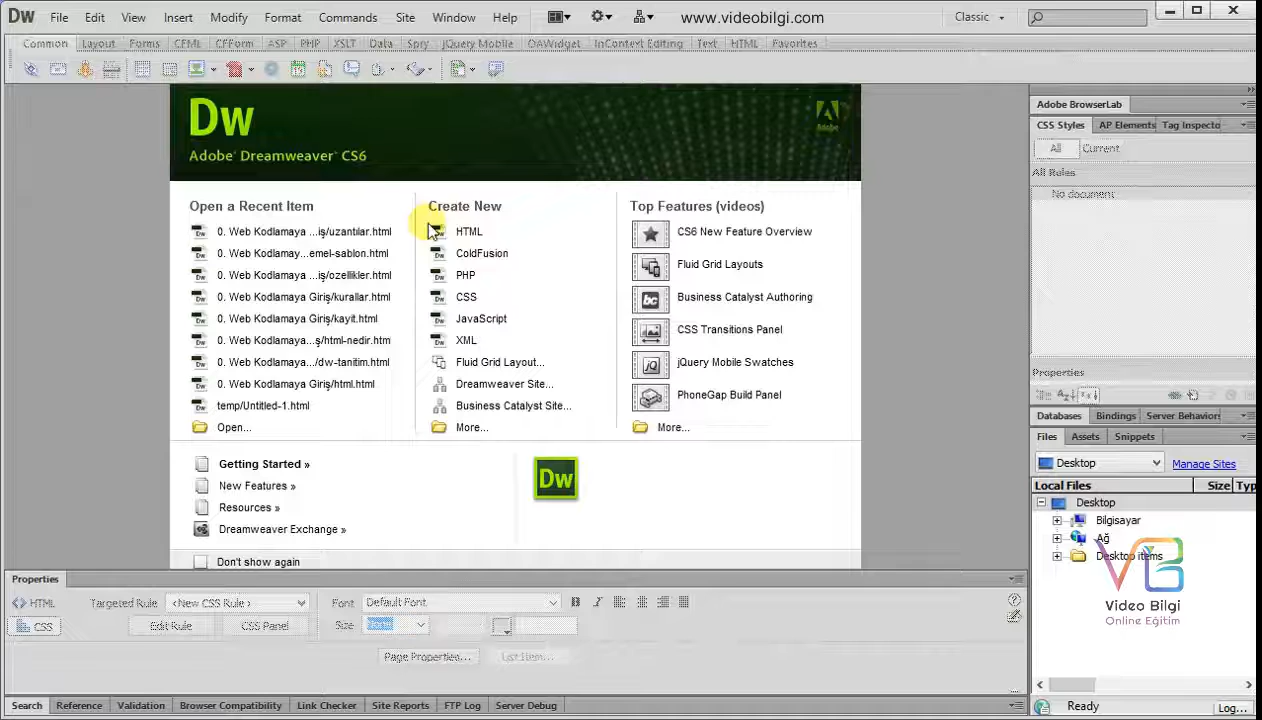 Dw File Edit View Insert Modify Format Commands Site Window Help www.videobilgi.com Classic
Common Layout Forms CFML CFForm ASP PHP XSLT Data Spry jQuery Mobile OAWidget InContext Editing Text HTML Favorites
Dw
Adobe® Dreamweaver® CS6
Adobe
Open a Recent Item
0. Web Kodlamaya ...iş/uzantılar.html
0. Web Kodlamay...emel-sablon.html
0. Web Kodlamaya ...iş/ozellikler.html
0. Web Kodlamaya Giriş/kurallar.html
0. Web Kodlamaya Giriş/kayit.html
0. Web Kodlamaya...ş/html-nedir.html
0. Web Kodlamaya.../dw-tanitim.html
0. Web Kodlamaya Giriş/html.html
temp/Untitled-1.html
Open...
Create New
HTML
ColdFusion
PHP
CSS
JavaScript
XML
Fluid Grid Layout...
Dreamweaver Site...
Business Catalyst Site...
More...
Top Features (videos)
CS6 New Feature Overview
Fluid Grid Layouts
bc Business Catalyst Authoring
CSS Transitions Panel
jQ jQuery Mobile Swatches
PhoneGap Build Panel
More...
Getting Started »
New Features »
Resources »
Dreamweaver Exchange »
Dw
Don't show again
Adobe BrowserLab
CSS Styles AP Elements Tag Inspecto
All Current
All Rules
No document
Properties
Databases Bindings Server Behaviors
Files Assets Snippets
Desktop Manage Sites
Local Files Size Typ
Desktop
Bilgisayar
Ağ
Desktop items
VB
Video Bilgi
Online Eğitim
Ready Log...
Properties
HTML Targeted Rule <New CSS Rule> Font Default Font B I
CSS Edit Rule CSS Panel Size None
Page Properties... List Item...
Search Reference Validation Browser Compatibility Link Checker Site Reports FTP Log Server Debug